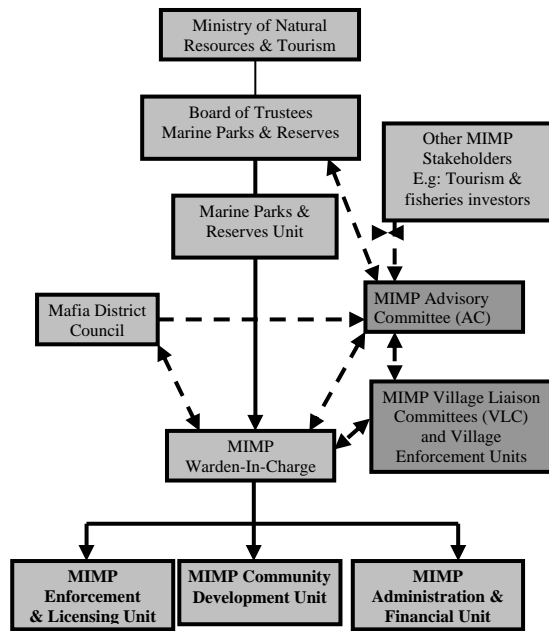 Ministry of Natural
Resources & Tourism
Board of Trustees
Marine Parks & Reserves
Other MIMP
Stakeholders
E.g: Tourism &
fisheries investors
Marine Parks &
Reserves Unit
Mafia District
Council
MIMP Advisory
Committee (AC)
MIMP Village Liaison
Committees (VLC)
and Village
Enforcement Units
MIMP
Warden-In-Charge
MIMP
Enforcement
& Licensing Unit
MIMP Community
Development Unit
MIMP
Administration &
Financial Unit